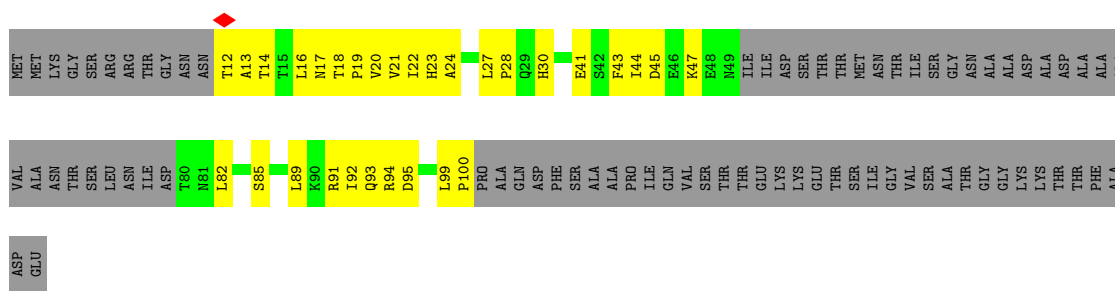 MET MET LYS GLY SER ARG ARG THR GLY ASN ASN T12 A13 T14 T15 L16 N17 T18 P19 V20 V21 I22 H23 A24 L27 P28 Q29 H30 E41 S42 F43 I44 D45 E46 K47 E48 N49 ILE ILE ASP SER THR THR MET ASN THR ILE SER GLY ASN ALA ALA ASP ALA ASP ALA ALA
VAL ALA ASN THR SER LEU ASN ILE ASP T80 N81 L82 S85 L89 K90 R91 I92 Q93 R94 D95 L99 P100 PRO ALA GLN ASP PHE SER ALA ALA PRO ILE GLN VAL SER THR THR GLU LYS LYS GLU THR SER ILE GLY VAL SER ALA THR GLY GLY LYS LYS THR THR PHE ALA
ASP GLU